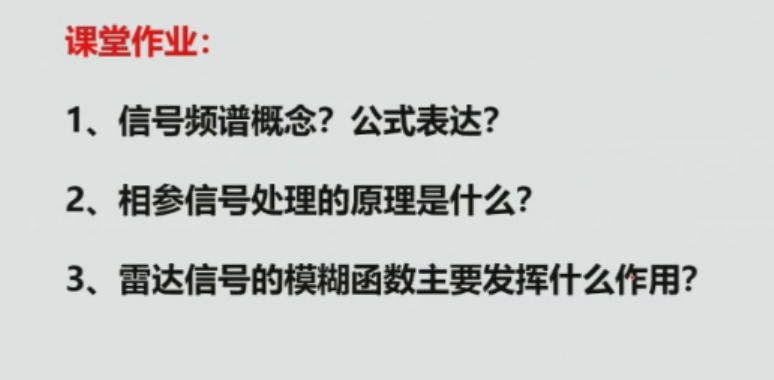 课堂作业：
1、信号频谱概念？公式表达？
2、相参信号处理的原理是什么？
3、雷达信号的模糊函数主要发挥什么作用？